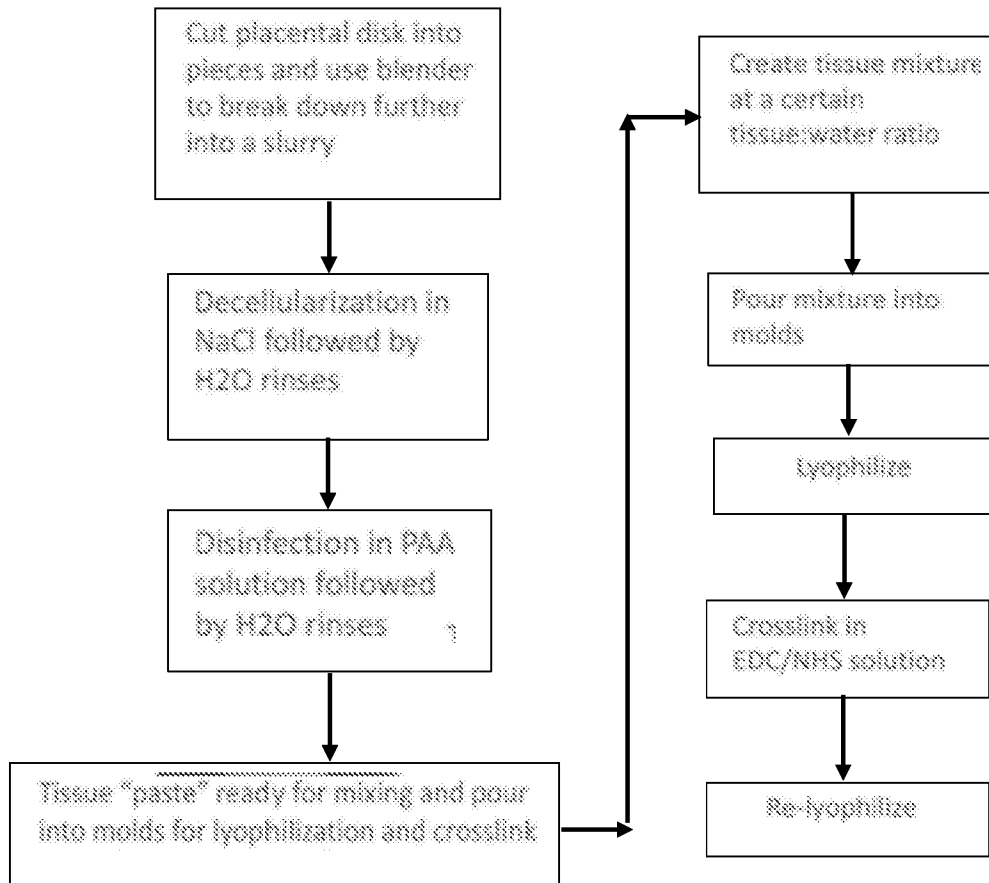 Cut placental disk into
pieces and use blender
to break down further
into a slurry
Decellularization in
NaCl followed by
H2O rinses
Disinfection in PAA
solution followed
by H2O rinses
Tissue “paste” ready for mixing and pour
into molds for lyophilization and crosslink
Create tissue mixture
at a certain
tissue:water ratio
Pour mixture into
molds
Lyophilize
Crosslink in
EDC/NHS solution
Re-lyophilize